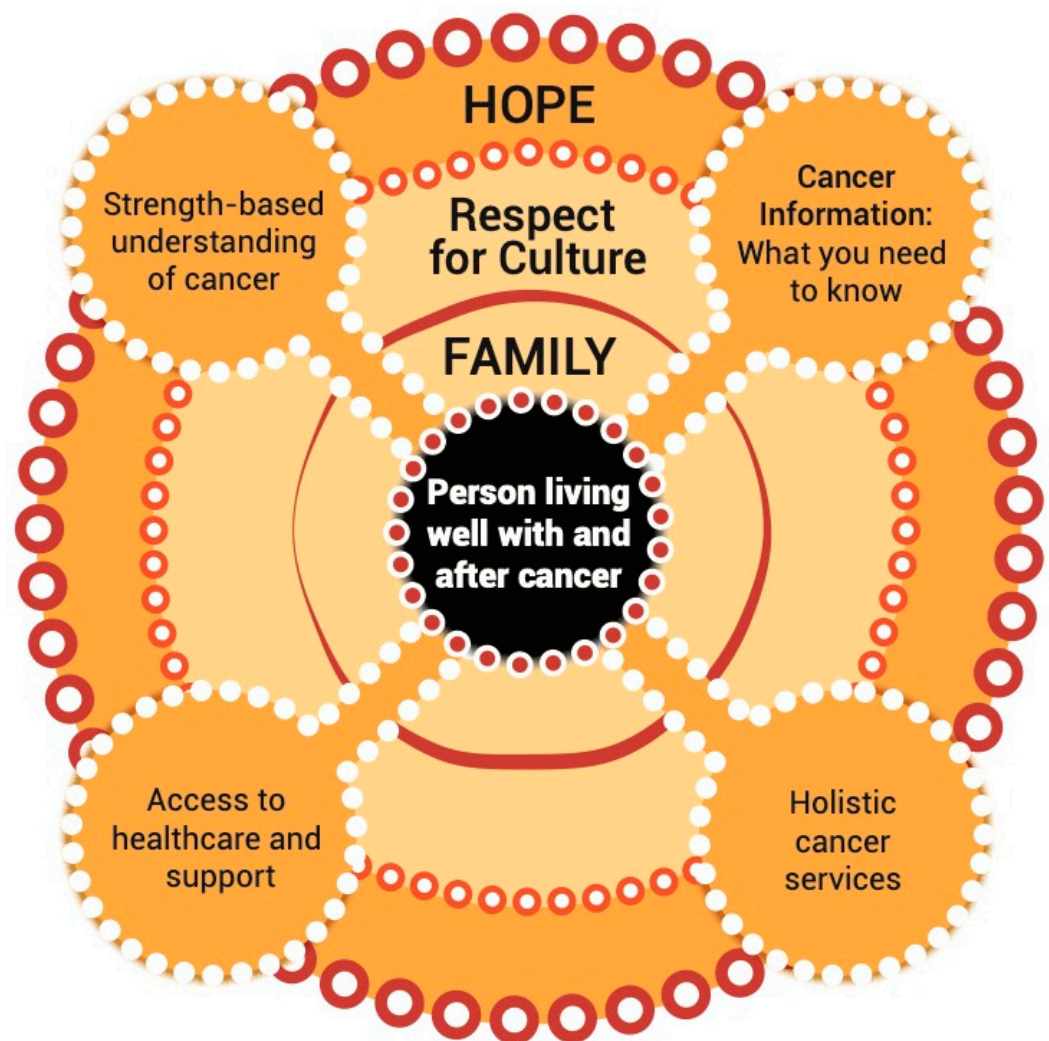 HOPE
Respect
for Culture
FAMILY
Strength-based
understanding
of cancer
Cancer
Information:
What you need
to know
Person living
well with and
after cancer
Access to
healthcare and
support
Holistic
cancer
services